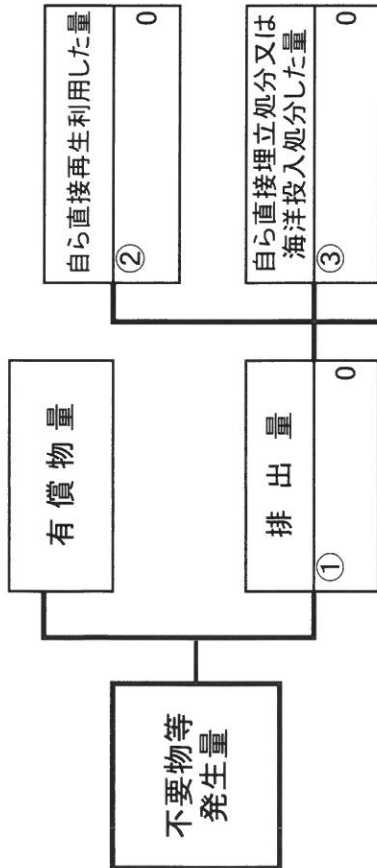 不要物等
発生量
有償物量
排出量
①
0
自ら直接再生利用した量
②
0
自ら直接埋立処分又は
海洋投入処分した量
③
0